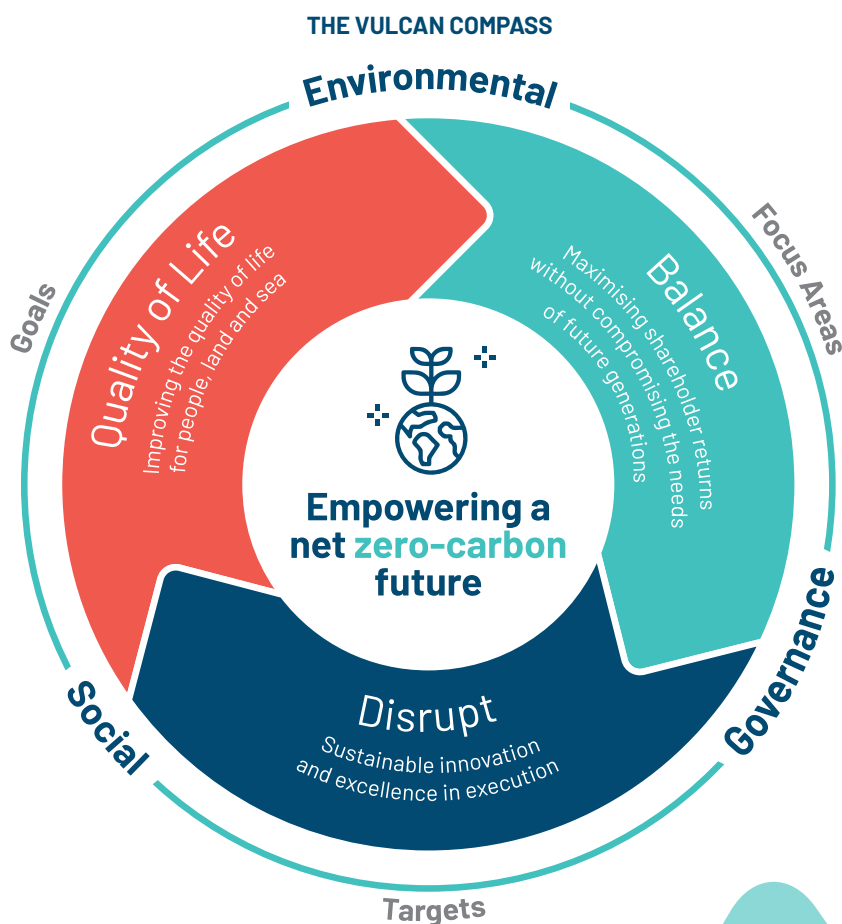 THE VULCAN COMPASS
Environmental
Focus Areas
Governance
Targets
Social
Goals
Quality of Life
Improving the quality of life
for people, land and sea
Balance
Maximising shareholder returns
without compromising the needs
of future generations
Disrupt
Sustainable innovation
and excellence in execution
Empowering a
net zero-carbon
future